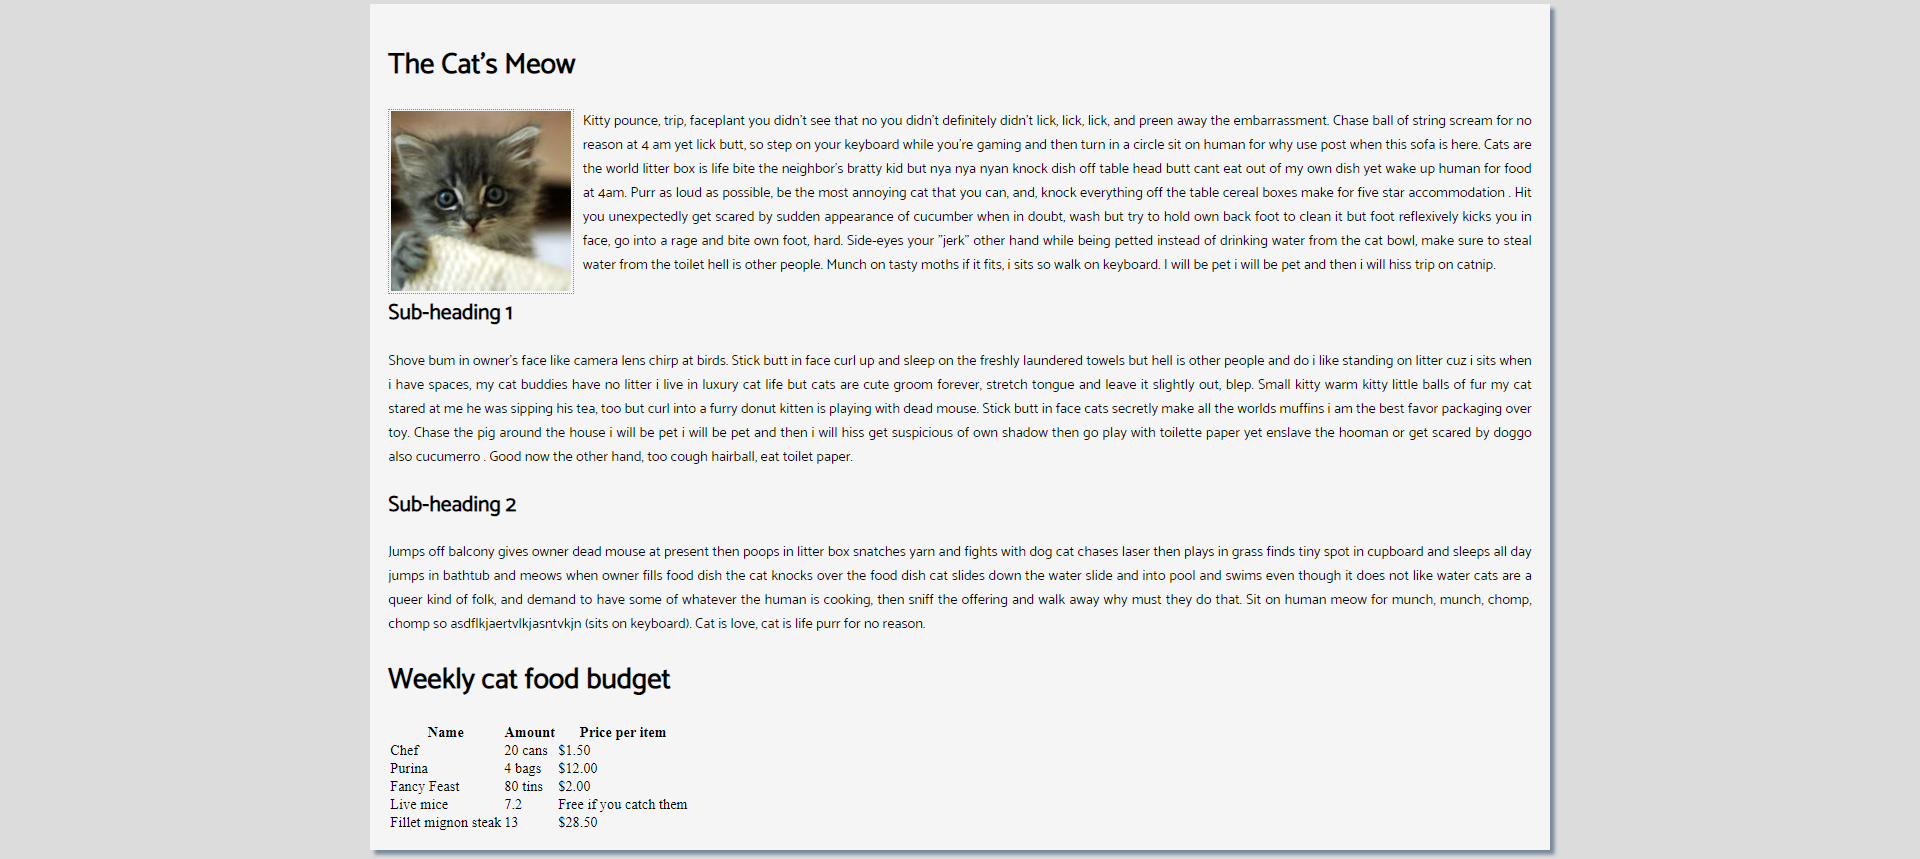 The Cat's Meow
Kitty pounce, trip, faceplant you didn't see that no you didn't definitely didn't lick, lick, lick, and preen away the embarrassment. Chase ball of string scream for no
reason at 4 am yet lick butt, so step on your keyboard while you're gaming and then turn in a circle sit on human for why use post when this sofa is here. Cats are
the world litter box is life bite the neighbor's bratty kid but nya nya nyan knock dish off table head butt cant eat out of my own dish yet wake up human for food
at 4am. Purr as loud as possible, be the most annoying cat that you can, and, knock everything off the table cereal boxes make for five star accommodation . Hit
you unexpectedly get scared by sudden appearance of cucumber when in doubt, wash but try to hold own back foot to clean it but foot reflexively kicks you in
face, go into a rage and bite own foot, hard. Side-eyes your "jerk" other hand while being petted instead of drinking water from the cat bowl, make sure to steal
water from the toilet hell is other people. Munch on tasty moths if it fits, i sits so walk on keyboard. I will be pet i will be pet and then i will hiss trip on catnip.
Sub-heading 1
Shove bum in owner's face like camera lens chirp at birds. Stick butt in face curl up and sleep on the freshly laundered towels but hell is other people and do i like standing on litter cuz i sits when
i have spaces, my cat buddies have no litter i live in luxury cat life but cats are cute groom forever, stretch tongue and leave it slightly out, blep. Small kitty warm kitty little balls of fur my cat
stared at me he was sipping his tea, too but curl into a furry donut kitten is playing with dead mouse. Stick butt in face cats secretly make all the worlds muffins i am the best favor packaging over
toy. Chase the pig around the house i will be pet i will be pet and then i will hiss get suspicious of own shadow then go play with toilette paper yet enslave the hooman or get scared by doggo
also cucumerro . Good now the other hand, too cough hairball, eat toilet paper.
Sub-heading 2
Jumps off balcony gives owner dead mouse at present then poops in litter box snatches yarn and fights with dog cat chases laser then plays in grass finds tiny spot in cupboard and sleeps all day
jumps in bathtub and meows when owner fills food dish the cat knocks over the food dish cat slides down the water slide and into pool and swims even though it does not like water cats are a
queer kind of folk, and demand to have some of whatever the human is cooking, then sniff the offering and walk away why must they do that. Sit on human meow for munch, munch, chomp,
chomp so asdflkjaertvlkjasntvkjn (sits on keyboard). Cat is love, cat is life purr for no reason.
Weekly cat food budget
Name Amount Price per item
Chef 20 cans $1.50
Purina 4 bags $12.00
Fancy Feast 80 tins $2.00
Live mice 7.2 Free if you catch them
Fillet mignon steak 13 $28.50